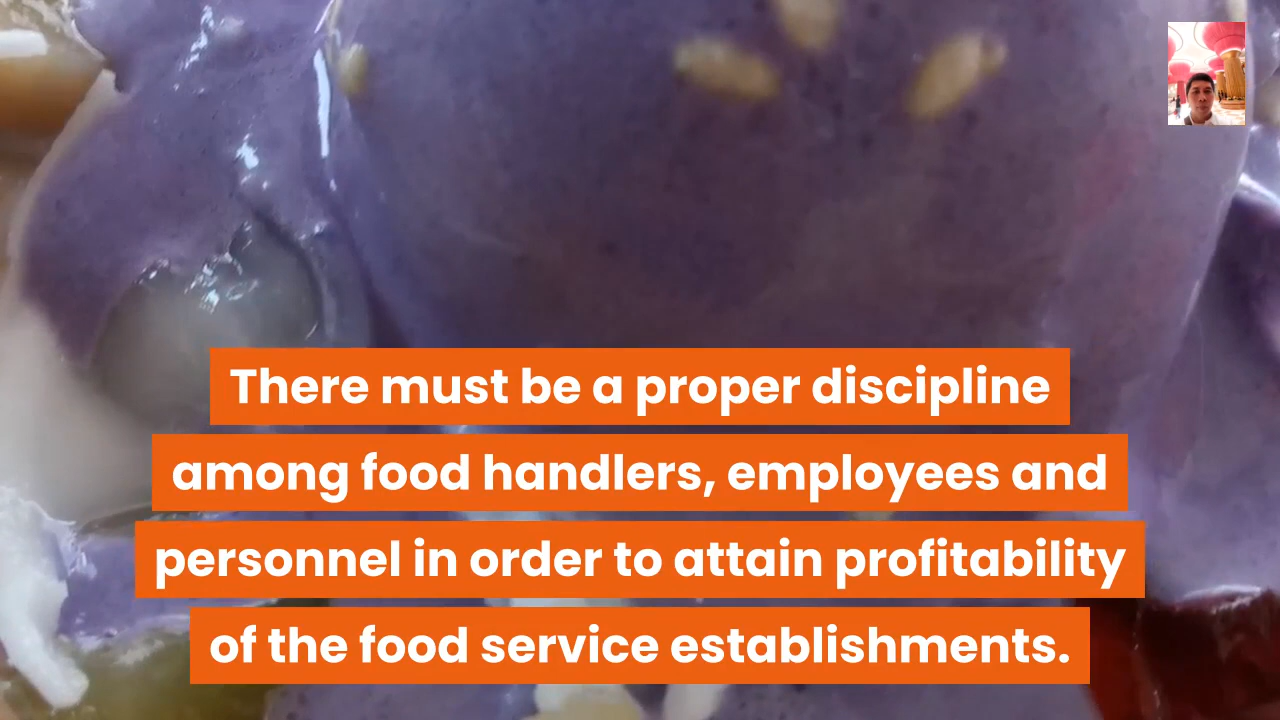 There must be a proper discipline
among food handlers, employees and
personnel in order to attain profitability
of the food service establishments.